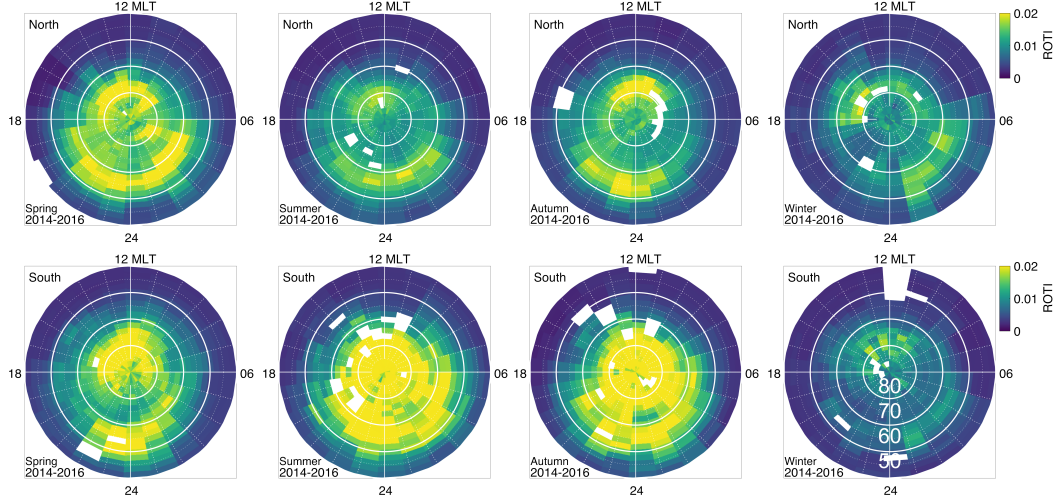 12 MLT 12 MLT 12 MLT 12 MLT
North North North North 0.02
0.01 ROTI
0
18 06 18 06 18 06 18 06
Spring Summer Autumn Winter
2014-2016 2014-2016 2014-2016 2014-2016
24 24 24 24
12 MLT 12 MLT 12 MLT 12 MLT
South South South South 0.02
0.01 ROTI
0
18 06 18 06 18 06 18 06
80
70
60
50
Spring Summer Autumn Winter
2014-2016 2014-2016 2014-2016 2014-2016
24 24 24 24